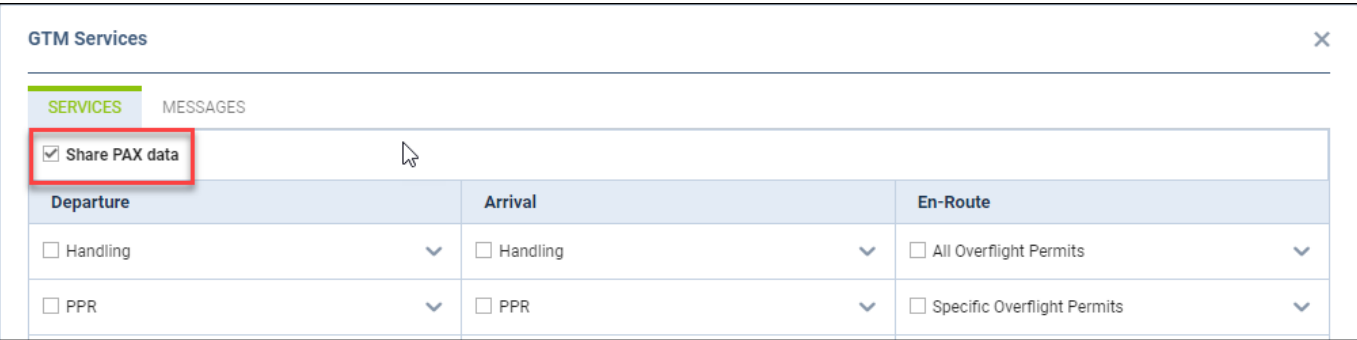 GTM Services
SERVICES MESSAGES
Share PAX data
Departure Arrival En-Route
Handling Handling All Overflight Permits
PPR PPR Specific Overflight Permits